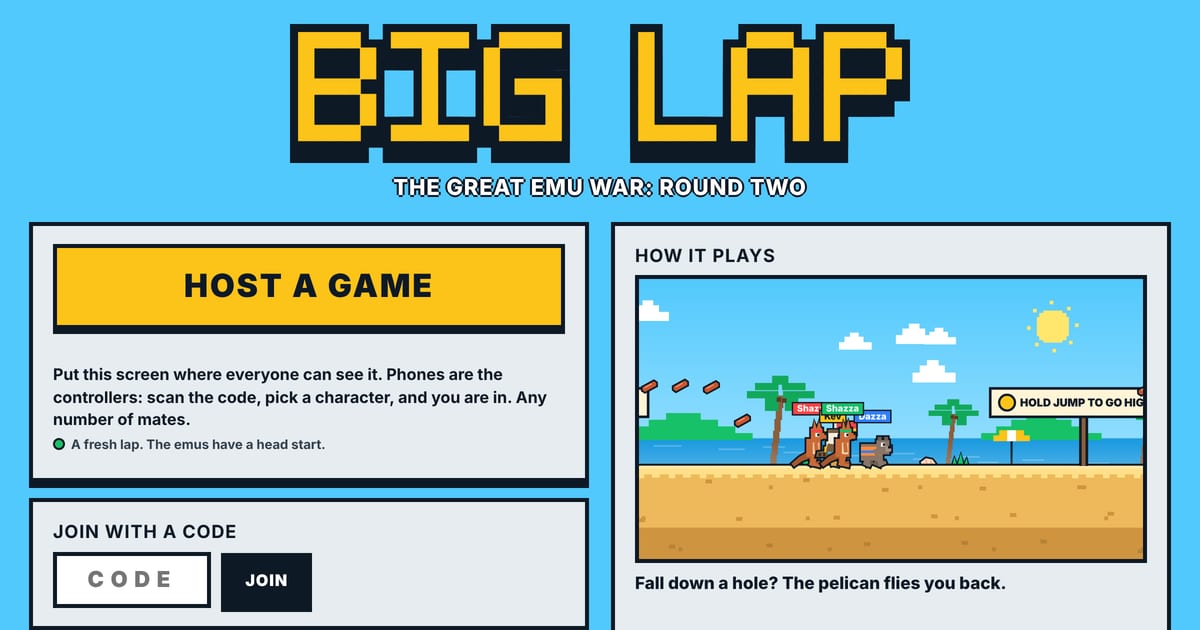 BIG LAP
THE GREAT EMU WAR: ROUND TWO
HOST A GAME
Put this screen where everyone can see it. Phones are the
controllers: scan the code, pick a character, and you are in. Any
number of mates.
A fresh lap. The emus have a head start.
JOIN WITH A CODE
CODE
JOIN
HOW IT PLAYS
HOLD JUMP TO GO HIG
Shaz
Shazza
Kev
Dazza
Fall down a hole? The pelican flies you back.